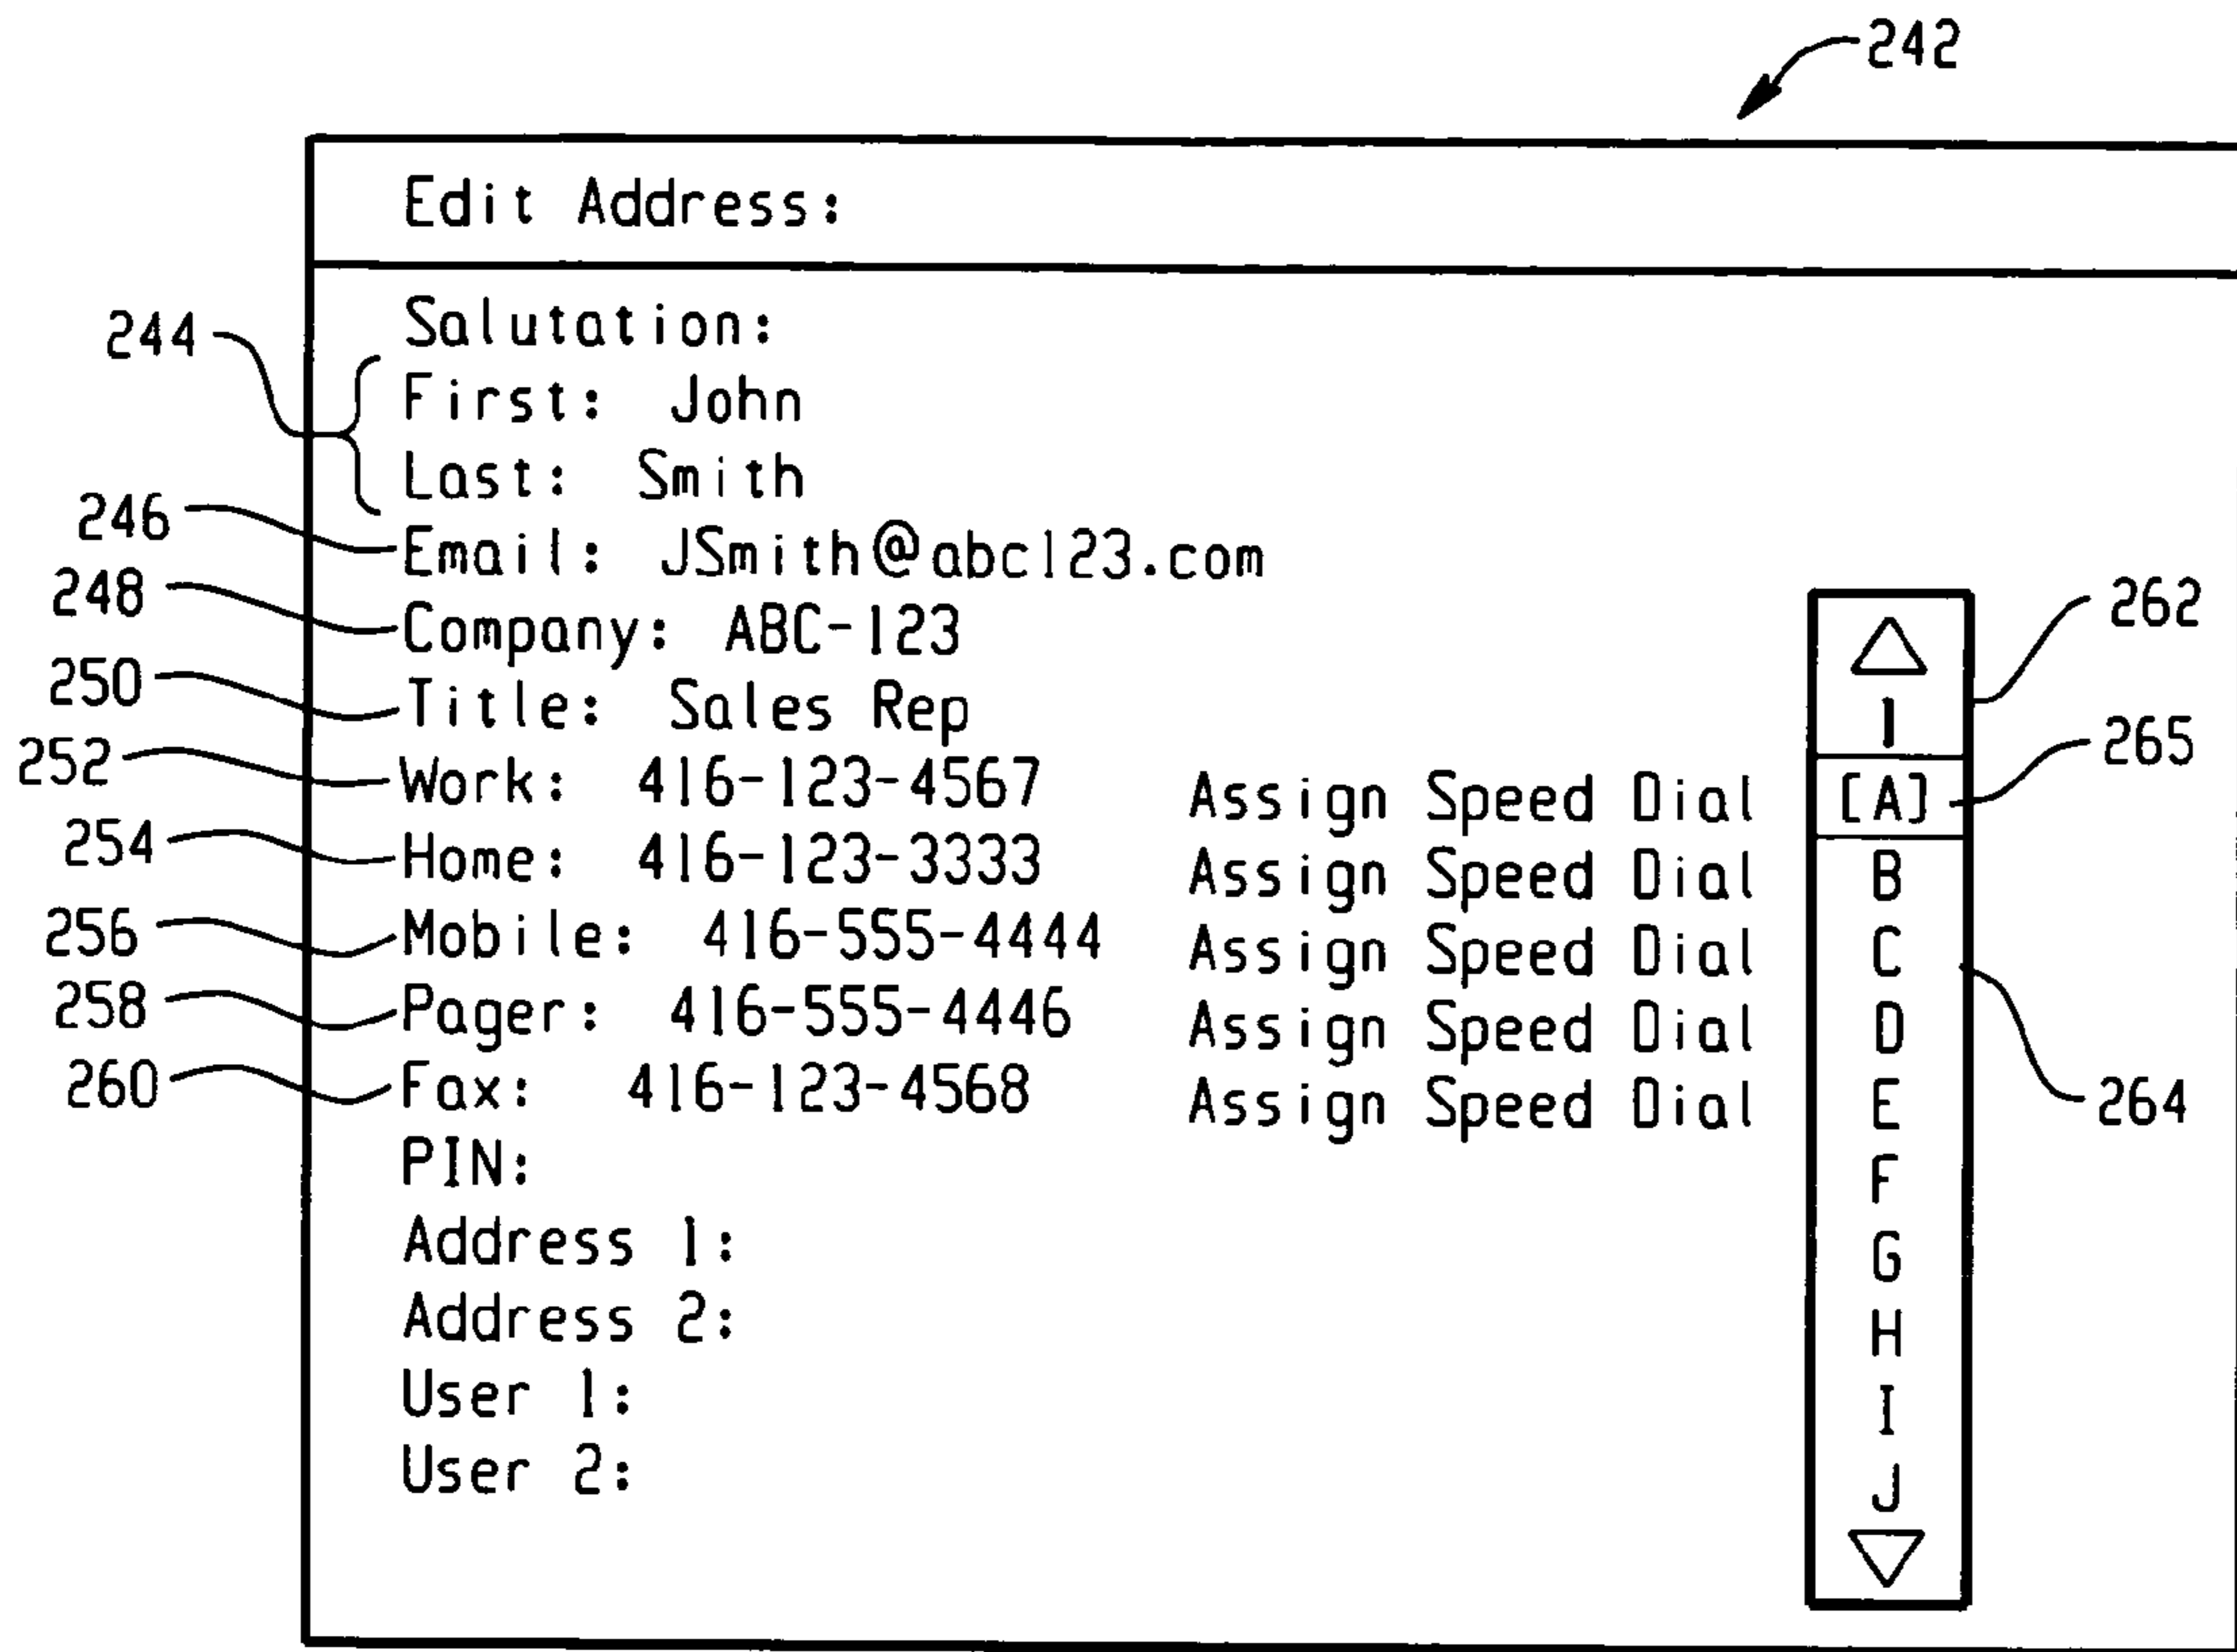 242
Edit Address:
Salutation:
244
First: John
Last: Smith
246
Email: JSmith@abc123.com
248
Company: ABC-123
262
250
Title: Sales Rep
1
265
252
Work: 416-123-4567 Assign Speed Dial [A]
254
Home: 416-123-3333 Assign Speed Dial B
256
Mobile: 416-555-4444 Assign Speed Dial C
258
Pager: 416-555-4446 Assign Speed Dial D
260
Fax: 416-123-4568 Assign Speed Dial E
264
PIN:
F
Address 1:
G
Address 2:
H
User 1:
I
User 2:
J